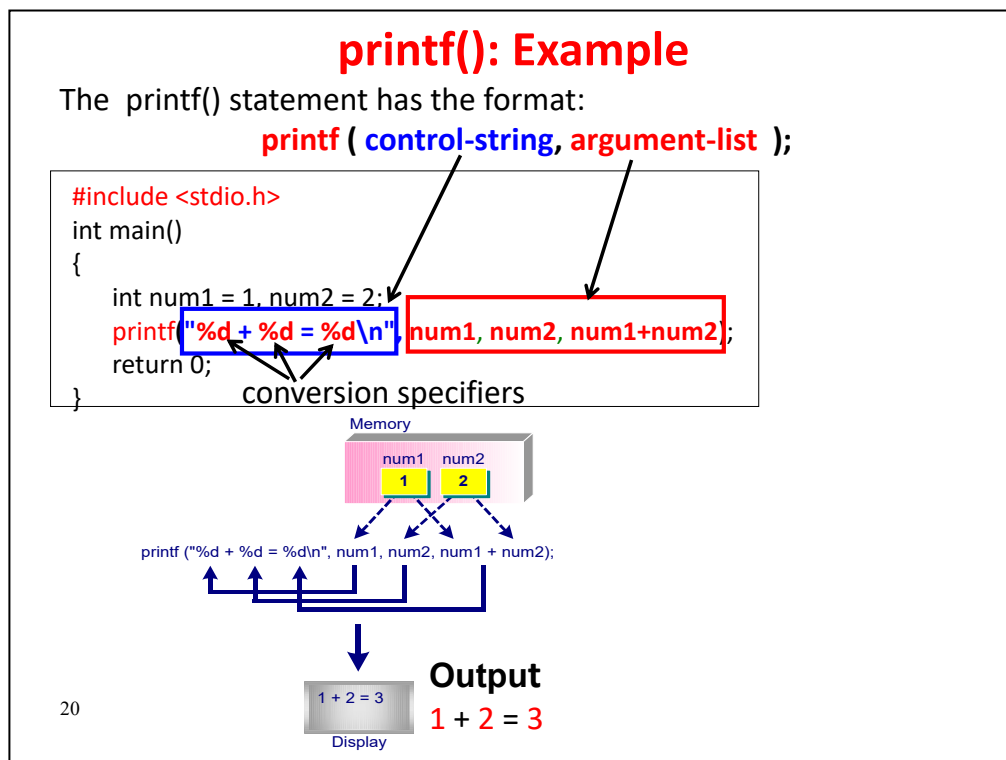 printf(): Example
The printf() statement has the format:
printf ( control-string, argument-list );
#include <stdio.h>
int main()
{
int num1 = 1, num2 = 2;
printf("%d + %d = %d\n", num1, num2, num1+num2);
return 0;
}
conversion specifiers
Memory
num1 num2
1 2
printf ("%d + %d = %d\n", num1, num2, num1 + num2);
1 + 2 = 3
Display
Output
1 + 2 = 3
20